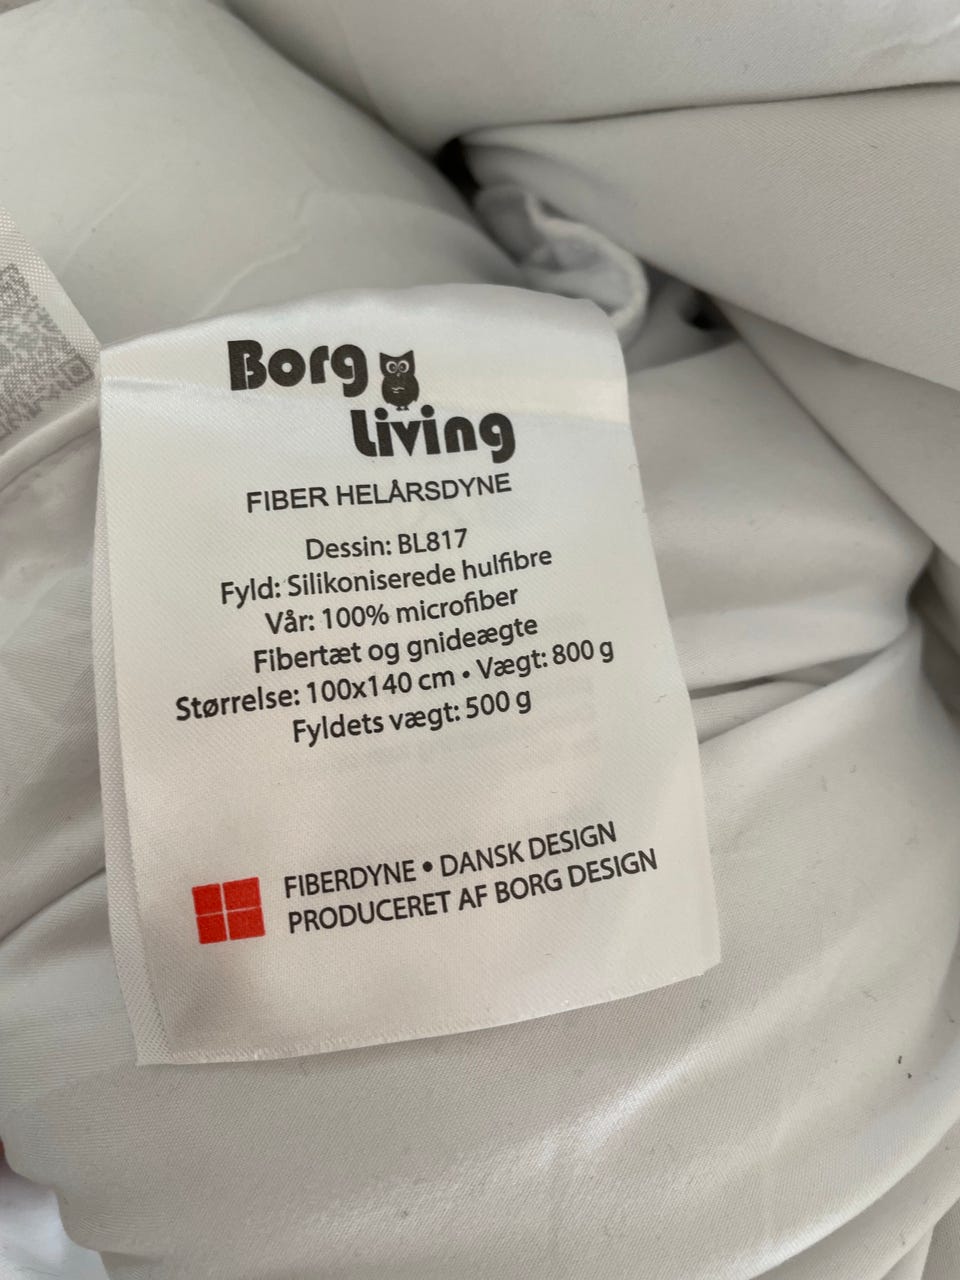 Borg
Living
FIBER HELÅRSDYNE
Dessin: BL817
Fyld: Silikoniserede hulfibre
Vår: 100% microfiber
Fibertæt og gnideægte
Størrelse: 100x140 cm • Vægt: 800 g
Fyldets vægt: 500 g
FIBERDYNE • DANSK DESIGN
PRODUCERET AF BORG DESIGN